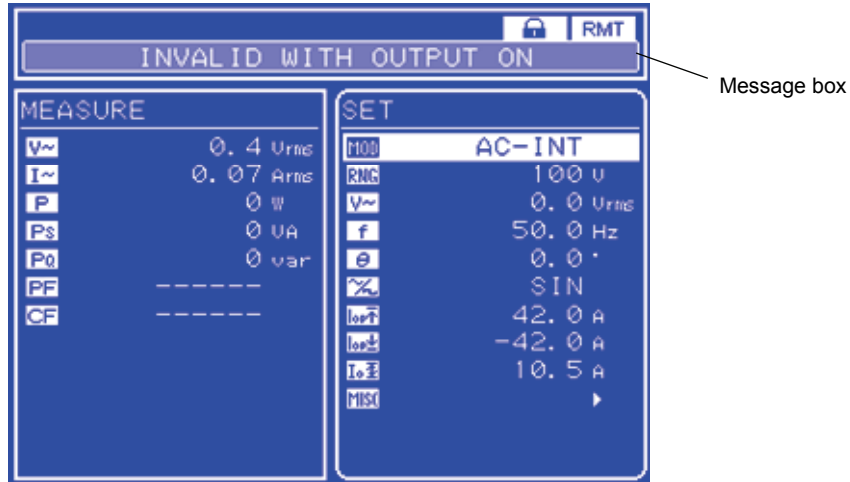 RMT
INVALID WITH OUTPUT ON
Message box
MEASURE
V~ 0.4 Vrms
I~ 0.07 Arms
P 0 W
PS 0 VA
PQ 0 var
PF ------
CF ------
SET
MOD AC-INT
RNG 100 V
V~ 0.0 Vrms
f 50.0 Hz
θ 0.0 °
SIN
42.0 A
-42.0 A
10.5 A
MISC